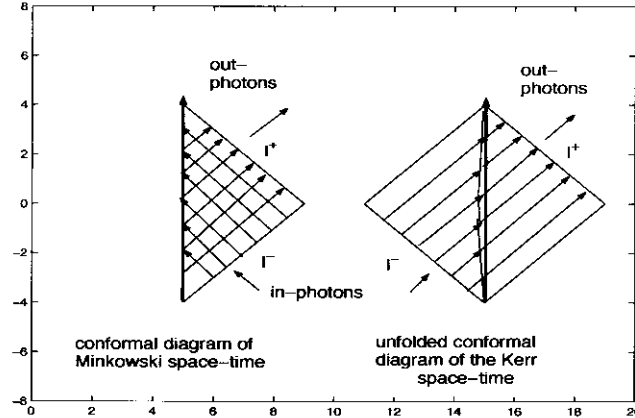 8
6
4
2
0
-2
-4
-6
-8
out-
photons
I+
I-
in-photons
conformal diagram of
Minkowski space-time
out-
photons
I+
I-
unfolded conformal
diagram of the Kerr
space-time
0
2
4
6
8
10
12
14
16
18
20